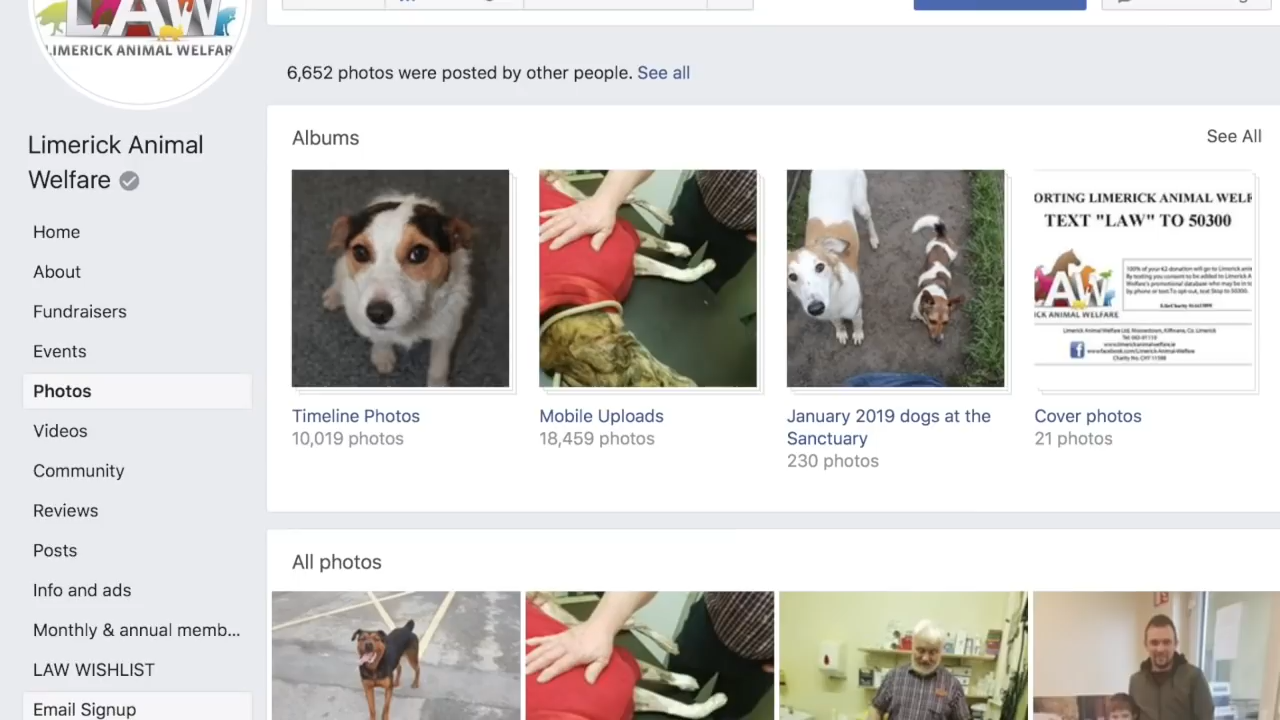 LAW
LIMERICK ANIMAL WELFAR
6,652 photos were posted by other people. See all
Limerick Animal
Welfare
Home
About
Fundraisers
Events
Photos
Videos
Community
Reviews
Posts
Info and ads
Monthly & annual memb...
LAW WISHLIST
Email Signup
Albums
See All
ORTING LIMERICK ANIMAL WELF
TEXT "LAW" TO 50300
LAW
CK ANIMAL WELFARE
Timeline Photos
10,019 photos
Mobile Uploads
18,459 photos
January 2019 dogs at the
Sanctuary
230 photos
Cover photos
21 photos
All photos